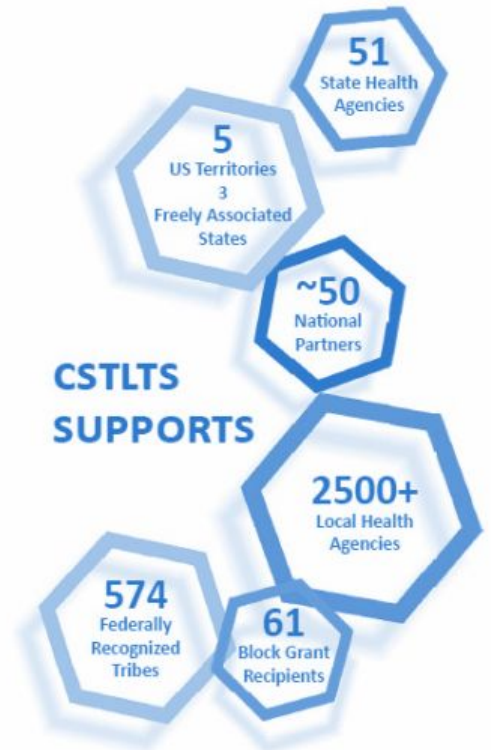 51
State Health
Agencies
5
US Territories
3
Freely Associated
States
~50
National
Partners
CSTLTS
SUPPORTS
2500+
Local Health
Agencies
574
Federally
Recognized
Tribes
61
Block Grant
Recipients